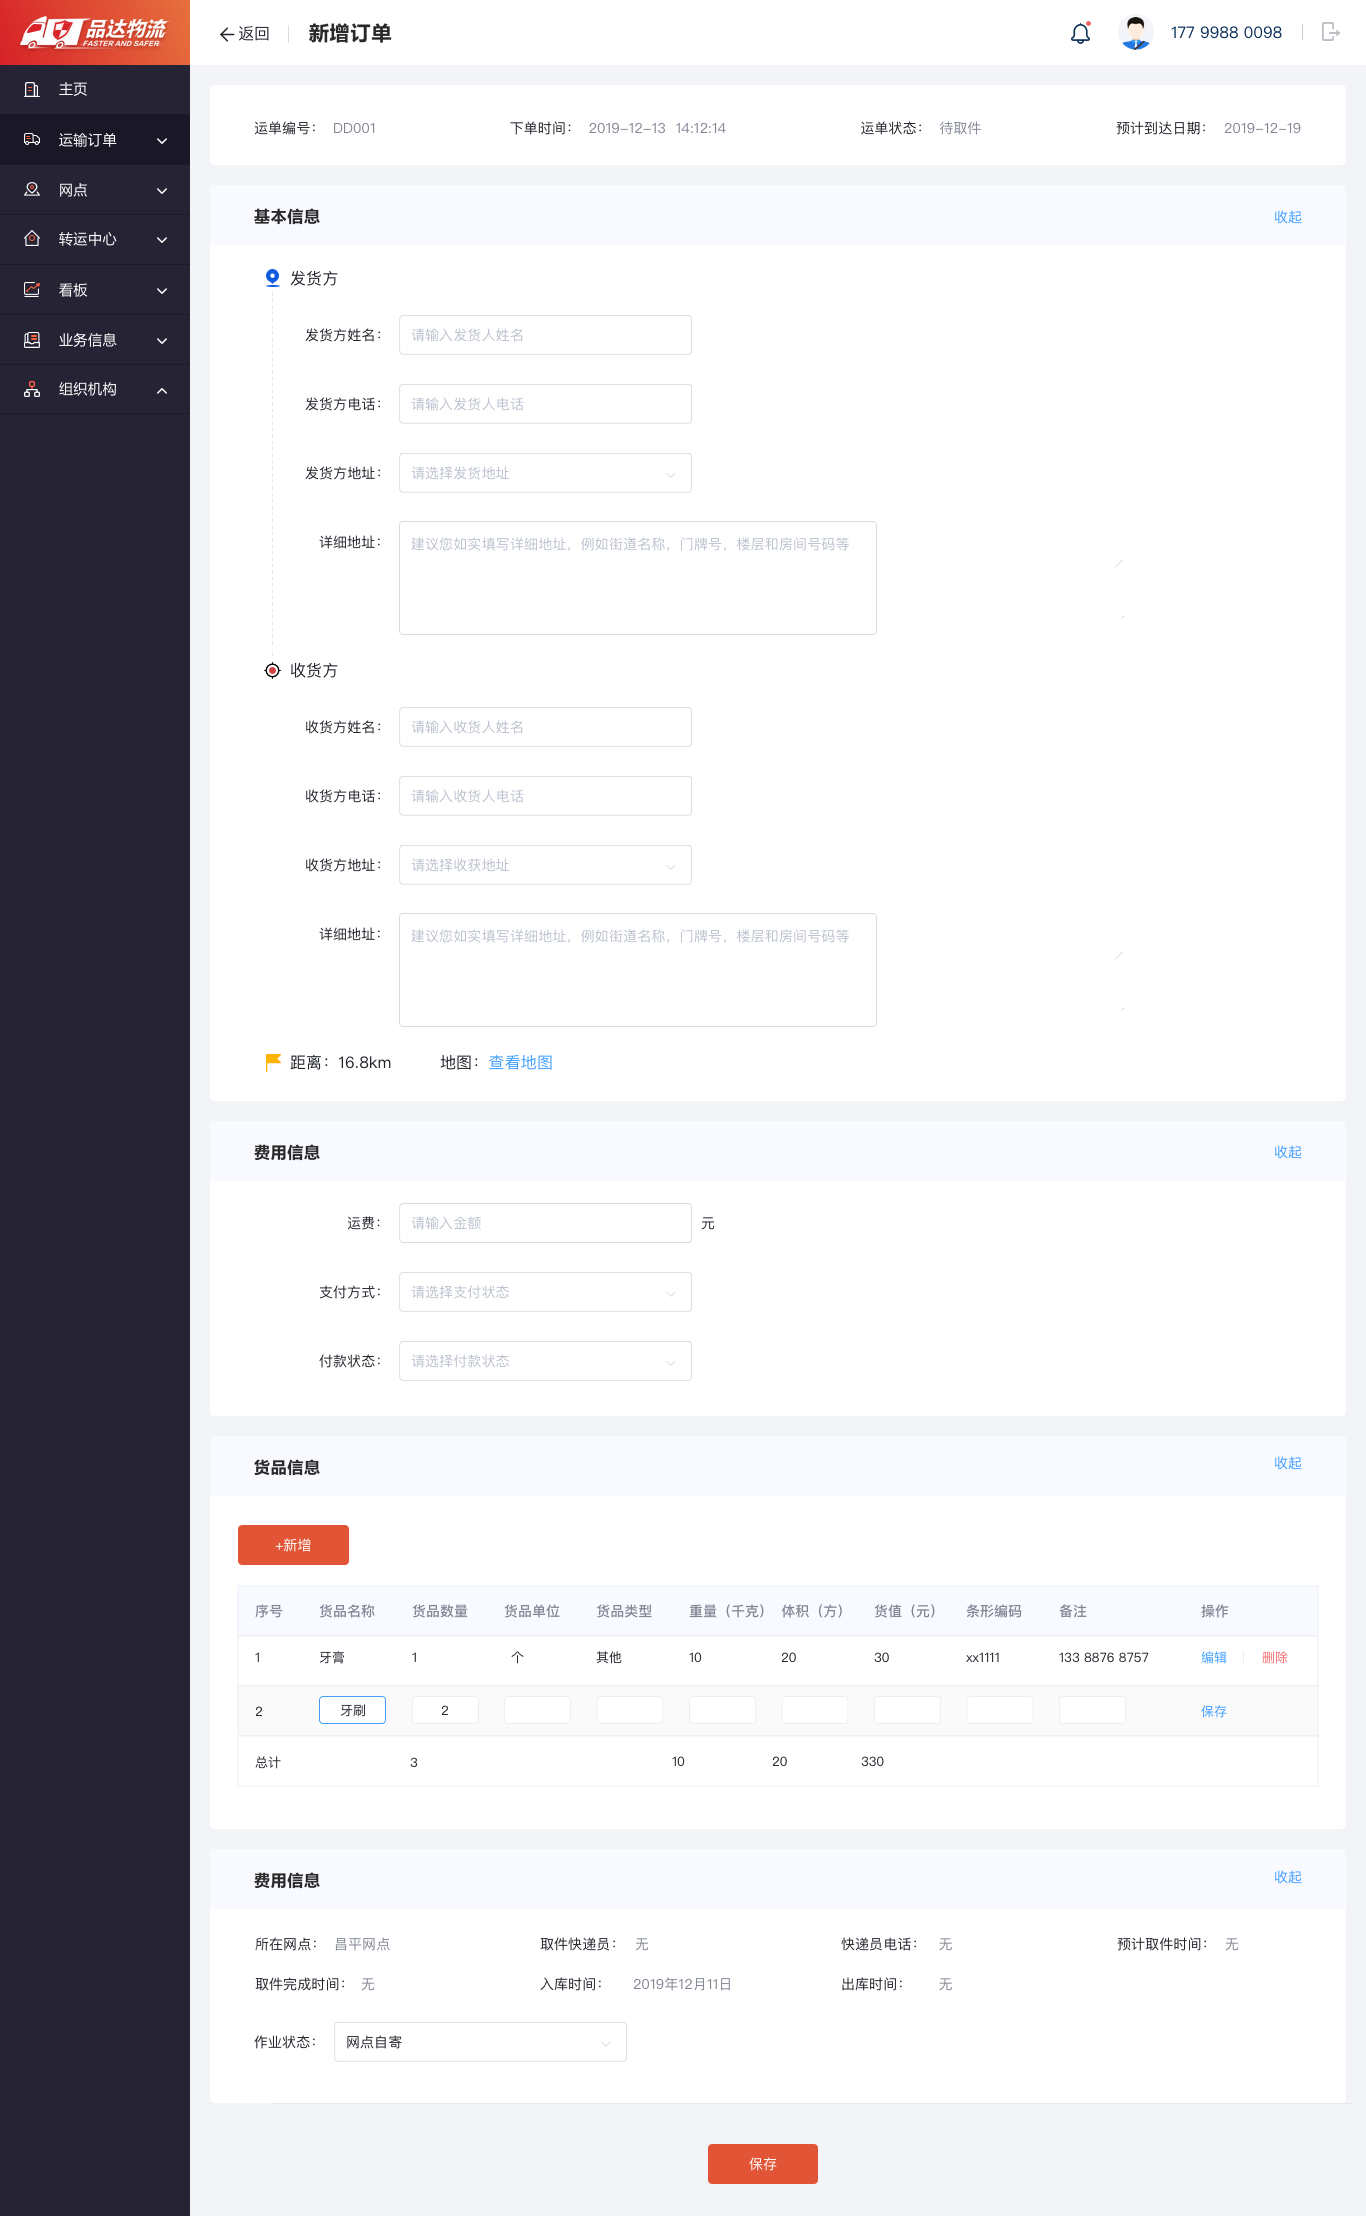 品达物流
FASTER AND SAFER
返回 新增订单 177 9988 0098
主页
运输订单
网点
转运中心
看板
业务信息
组织机构
运单编号： DD001 下单时间： 2019-12-13 14:12:14 运单状态： 待取件 预计到达日期： 2019-12-19
基本信息 收起
发货方
发货方姓名： 请输入发货人姓名
发货方电话： 请输入发货人电话
发货方地址： 请选择发货地址
详细地址： 建议您如实填写详细地址，例如街道名称，门牌号，楼层和房间号码等
收货方
收货方姓名： 请输入收货人姓名
收货方电话： 请输入收货人电话
收货方地址： 请选择收获地址
详细地址： 建议您如实填写详细地址，例如街道名称，门牌号，楼层和房间号码等
距离：16.8km 地图：查看地图
费用信息 收起
运费： 请输入金额 元
支付方式： 请选择支付状态
付款状态： 请选择付款状态
货品信息 收起
+新增
序号 货品名称 货品数量 货品单位 货品类型 重量（千克） 体积（方） 货值（元） 条形编码 备注 操作
1 牙膏 1 个 其他 10 20 30 xx1111 133 8876 8757 编辑 删除
2 牙刷 2 保存
总计 3 10 20 330
费用信息 收起
所在网点： 昌平网点 取件快递员： 无 快递员电话： 无 预计取件时间： 无
取件完成时间： 无 入库时间： 2019年12月11日 出库时间： 无
作业状态： 网点自寄
保存